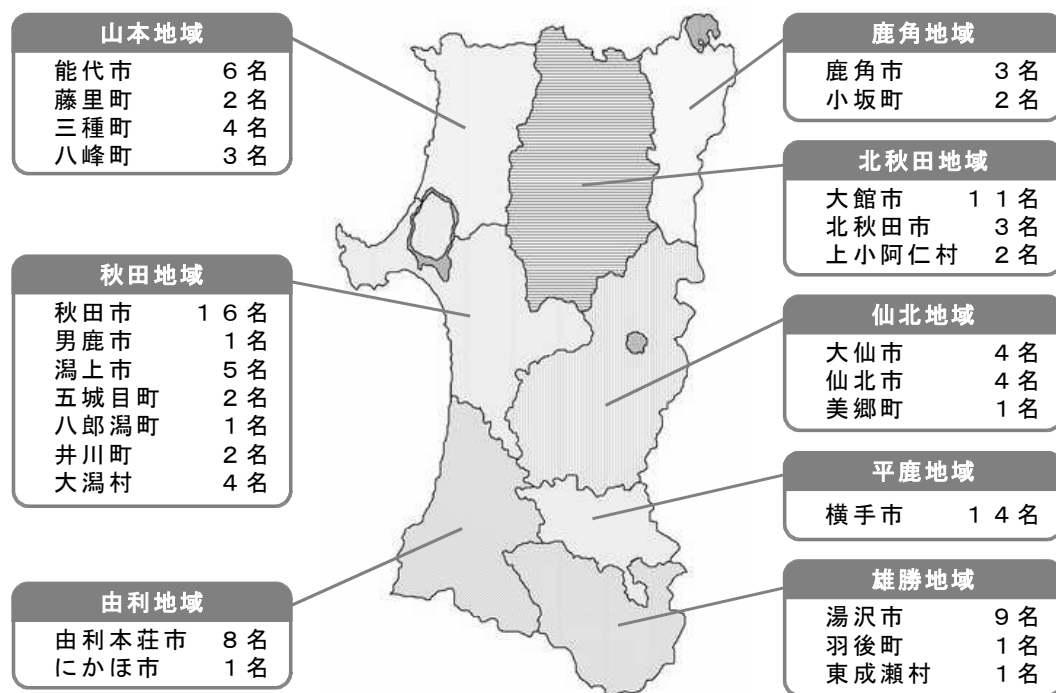 山本地域
能代市 6名
藤里町 2名
三種町 4名
八峰町 3名
秋田地域
秋田市 16名
男鹿市 1名
潟上市 5名
五城目町 2名
八郎潟町 1名
井川町 2名
大潟村 4名
由利地域
由利本荘市 8名
にかほ市 1名
鹿角地域
鹿角市 3名
小坂町 2名
北秋田地域
大館市 11名
北秋田市 3名
上小阿仁村 2名
仙北地域
大仙市 4名
仙北市 4名
美郷町 1名
平鹿地域
横手市 14名
雄勝地域
湯沢市 9名
羽後町 1名
東成瀬村 1名